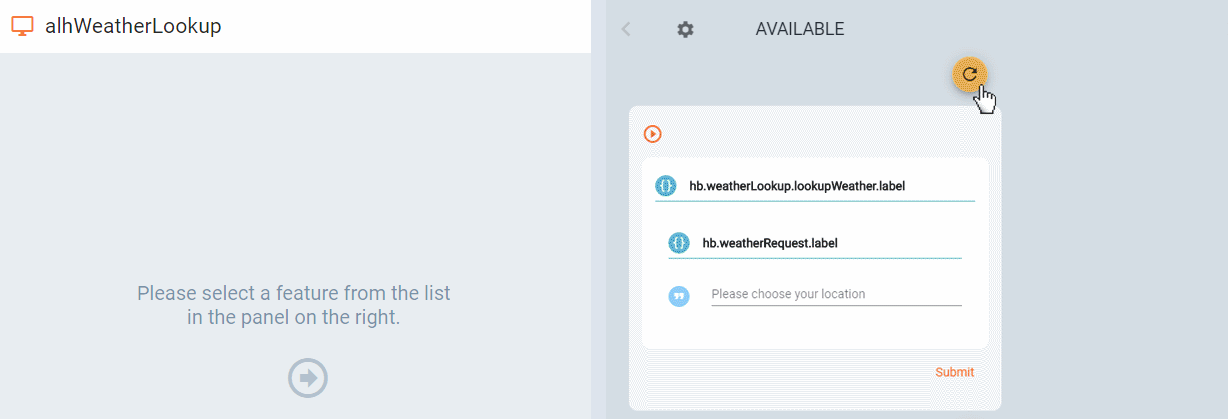 alhWeatherLookup
Please select a feature from the list
in the panel on the right.
AVAILABLE
hb.weatherLookup.lookupWeather.label
hb.weatherRequest.label
Please choose your location
Submit